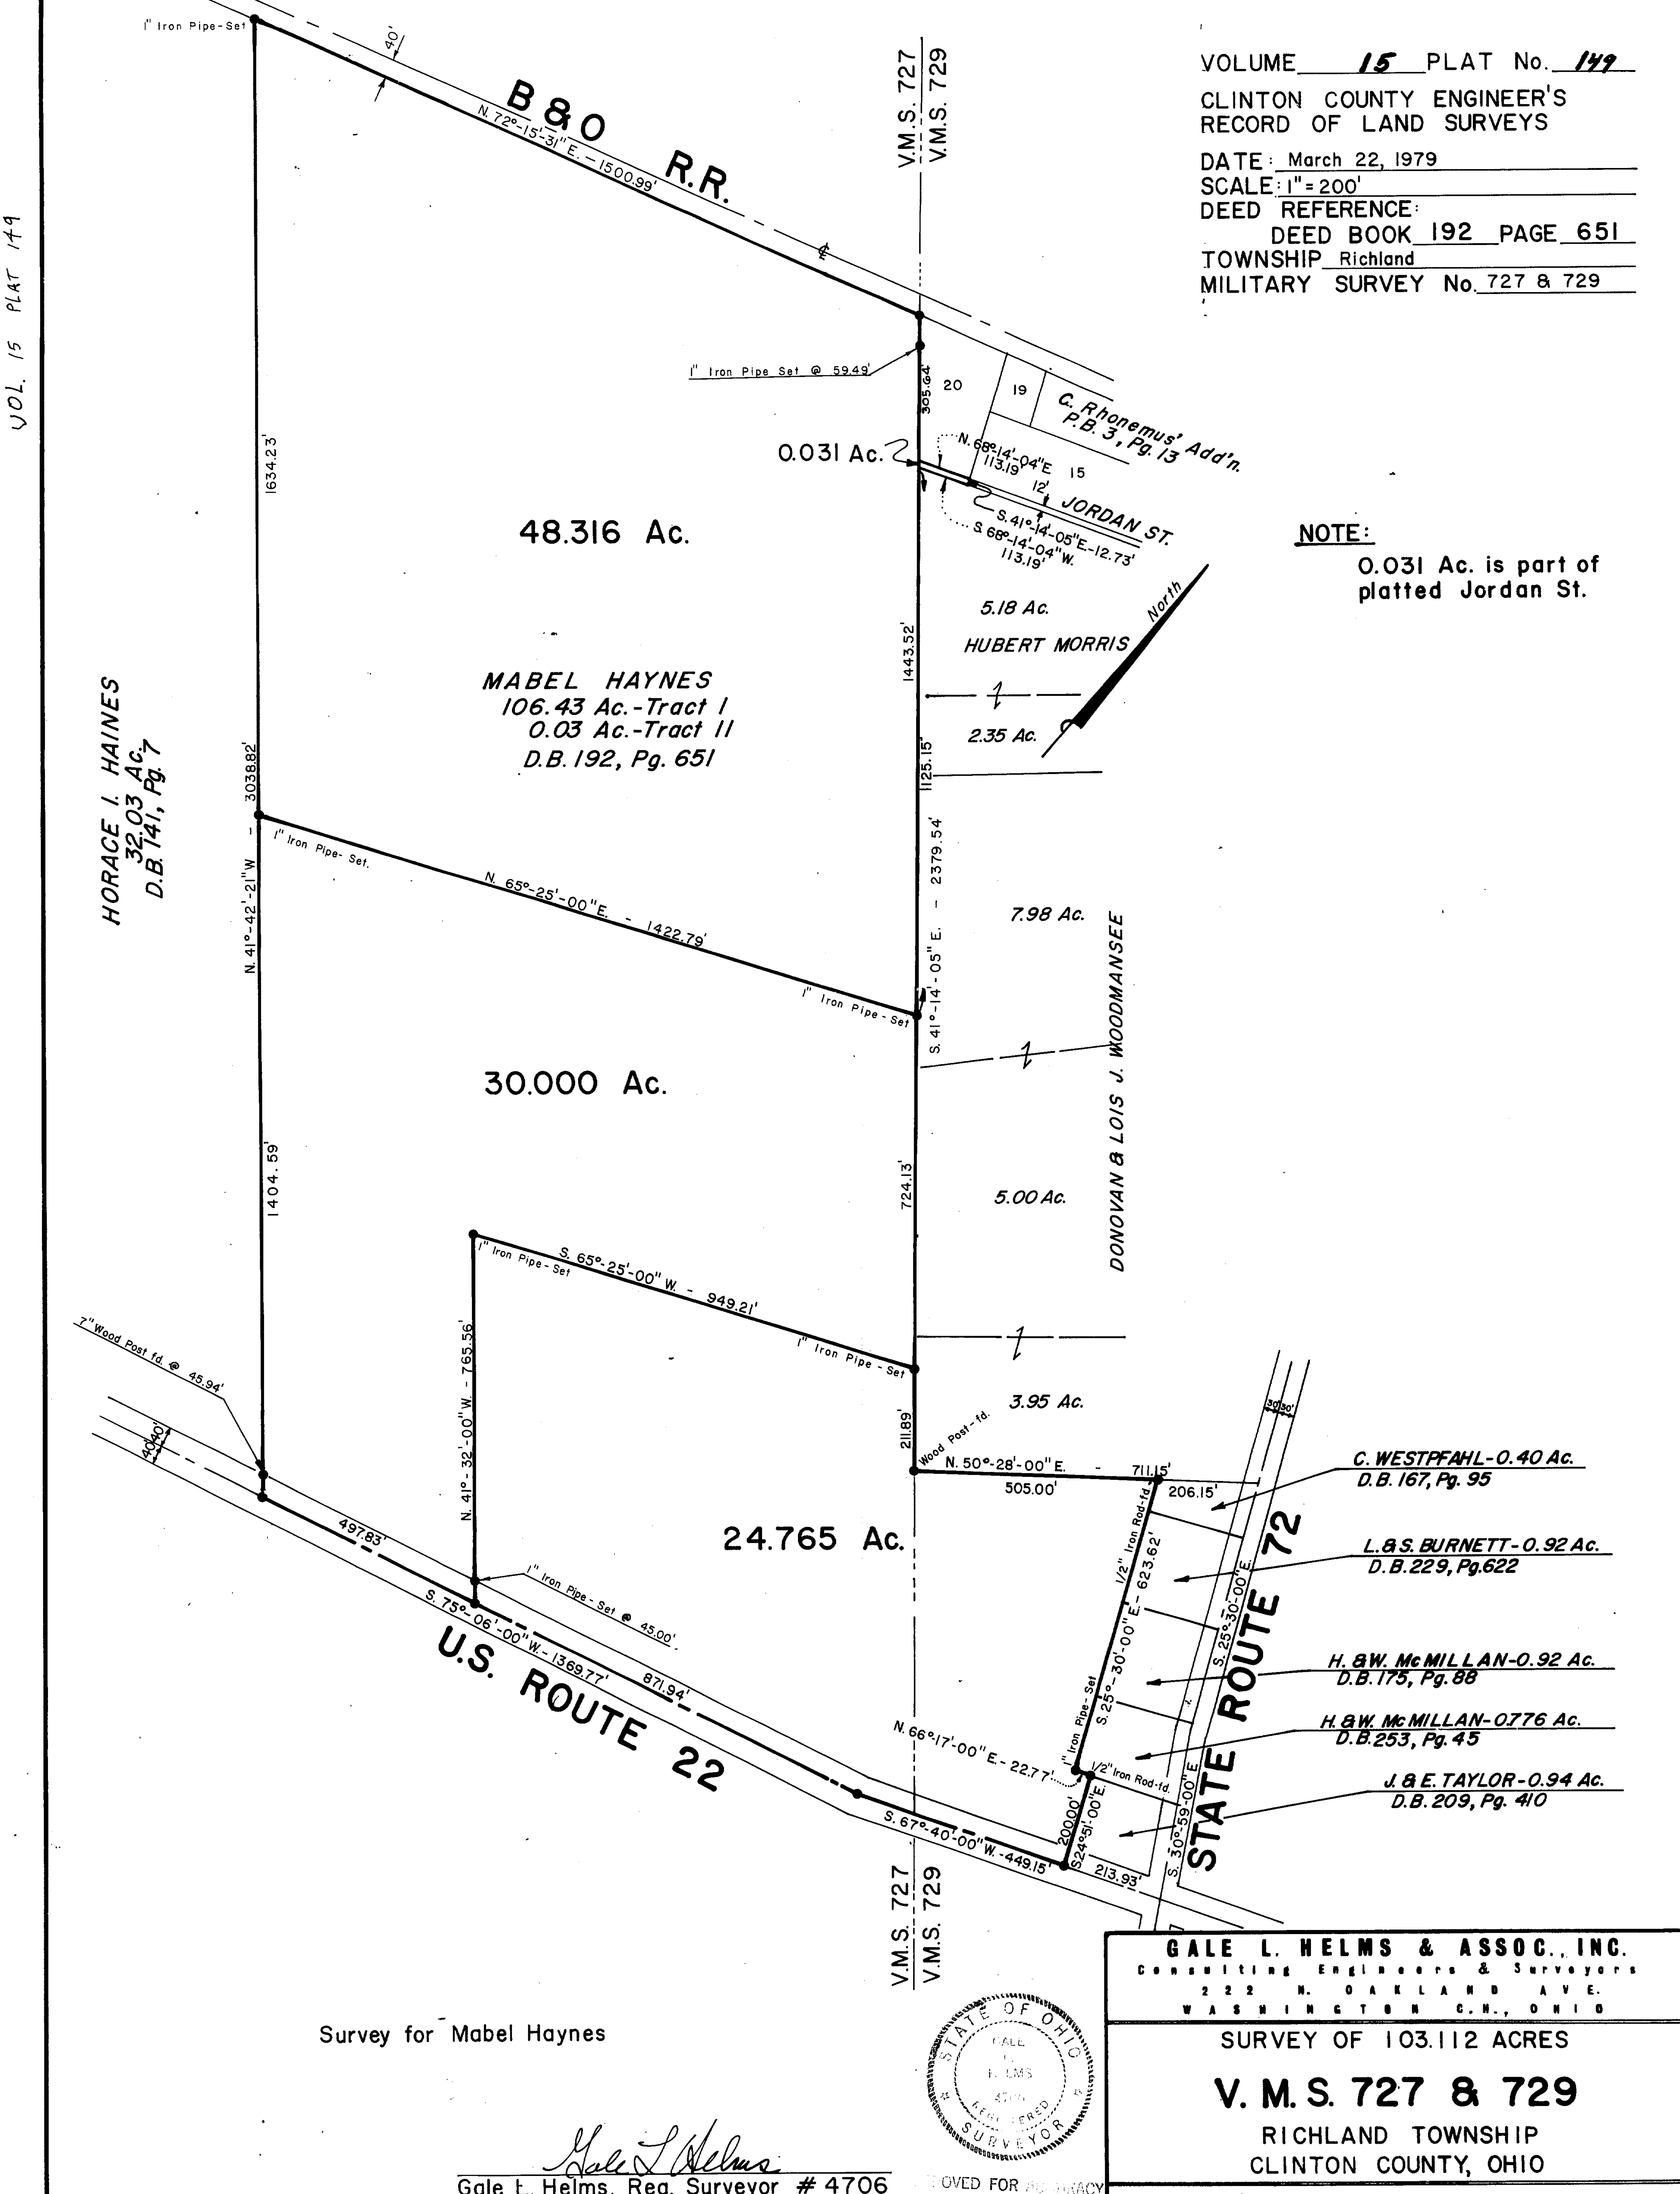 VOL. 15 PLAT 149
VOLUME 15 PLAT No. 149
CLINTON COUNTY ENGINEER'S
RECORD OF LAND SURVEYS
DATE: March 22, 1979
SCALE: 1"=200'
DEED REFERENCE:
DEED BOOK 192 PAGE 651
TOWNSHIP Richland
MILITARY SURVEY No. 727 & 729
1" Iron Pipe-Set
40'
B & O R.R.
N. 72°-15'-31" E. - 1500.99'
V.M.S. 727
V.M.S. 729
1" Iron Pipe Set @ 59.49'
305.64'
20
19
G. Rhonemus' Add'n.
P.B. 3, Pg. 13
0.031 Ac.
N. 68°-14'-04"E
113.19'
15
12'
JORDAN ST.
S. 41°-14'-05"E.-12.73'
S. 68°-14'-04"W.
113.19'
1634.23'
48.316 Ac.
NOTE:
0.031 Ac. is part of
platted Jordan St.
North
5.18 Ac.
HUBERT MORRIS
1443.52'
MABEL HAYNES
106.43 Ac.-Tract I
0.03 Ac.-Tract II
D.B. 192, Pg. 651
2.35 Ac.
1125.15'
HORACE I. HAINES
32.03 Ac.
D.B. 141, Pg. 7
N. 41°-42'-21"W - 3038.82'
1" Iron Pipe- Set.
N. 65°-25'-00"E. - 1422.79'
1" Iron Pipe-Set
S. 41°-14'-05" E. - 2379.54'
7.98 Ac.
DONOVAN & LOIS J. WOODMANSEE
30.000 Ac.
1404.59'
724.13'
5.00 Ac.
1" Iron Pipe-Set
S. 65°-25'-00" W. - 949.21'
1" Iron Pipe - Set
7" Wood Post fd. @ 45.94'
40' 40'
N. 41°-32'-00" W. - 765.56'
211.89'
3.95 Ac.
Wood Post-fd.
N. 50°-28'-00" E. - 711.15'
505.00'
206.15'
30' 30'
C. WESTPFAHL-0.40 Ac.
D.B. 167, Pg. 95
497.83'
24.765 Ac.
1/2" Iron Rod-fd.
L. & S. BURNETT-0.92 Ac.
D.B. 229, Pg. 622
1" Iron Pipe-Set @ 45.00'
S. 75°-06'-00" W.-1369.77'
871.94'
U.S. ROUTE 22
S. 25°-30'-00" E.- 623.62'
S. 25°-30'-00" E.
STATE ROUTE 72
H. & W. McMILLAN-0.92 Ac.
D.B. 175, Pg. 88
1" Iron Pipe-Set
N. 66°-17'-00" E.- 22.77'
1/2" Iron Rod-fd.
H. & W. McMILLAN-0.776 Ac.
D.B. 253, Pg. 45
J. & E. TAYLOR-0.94 Ac.
D.B. 209, Pg. 410
200.00'
S. 24°51'-00"E.
S. 30°-59'-00" E
S. 67°-40'-00" W. -449.15'
213.93'
V.M.S. 727
V.M.S. 729
GALE L. HELMS & ASSOC., INC.
Consulting Engineers & Surveyors
222 N. OAKLAND AVE.
WASHINGTON C.H., OHIO
SURVEY OF 103.112 ACRES
V. M. S. 727 & 729
RICHLAND TOWNSHIP
CLINTON COUNTY, OHIO
Survey for Mabel Haynes
STATE OF OHIO
GALE
HELMS
REGISTERED
SURVEYOR
Gale L Helms
Gale L. Helms, Reg. Surveyor # 4706
OVED FOR